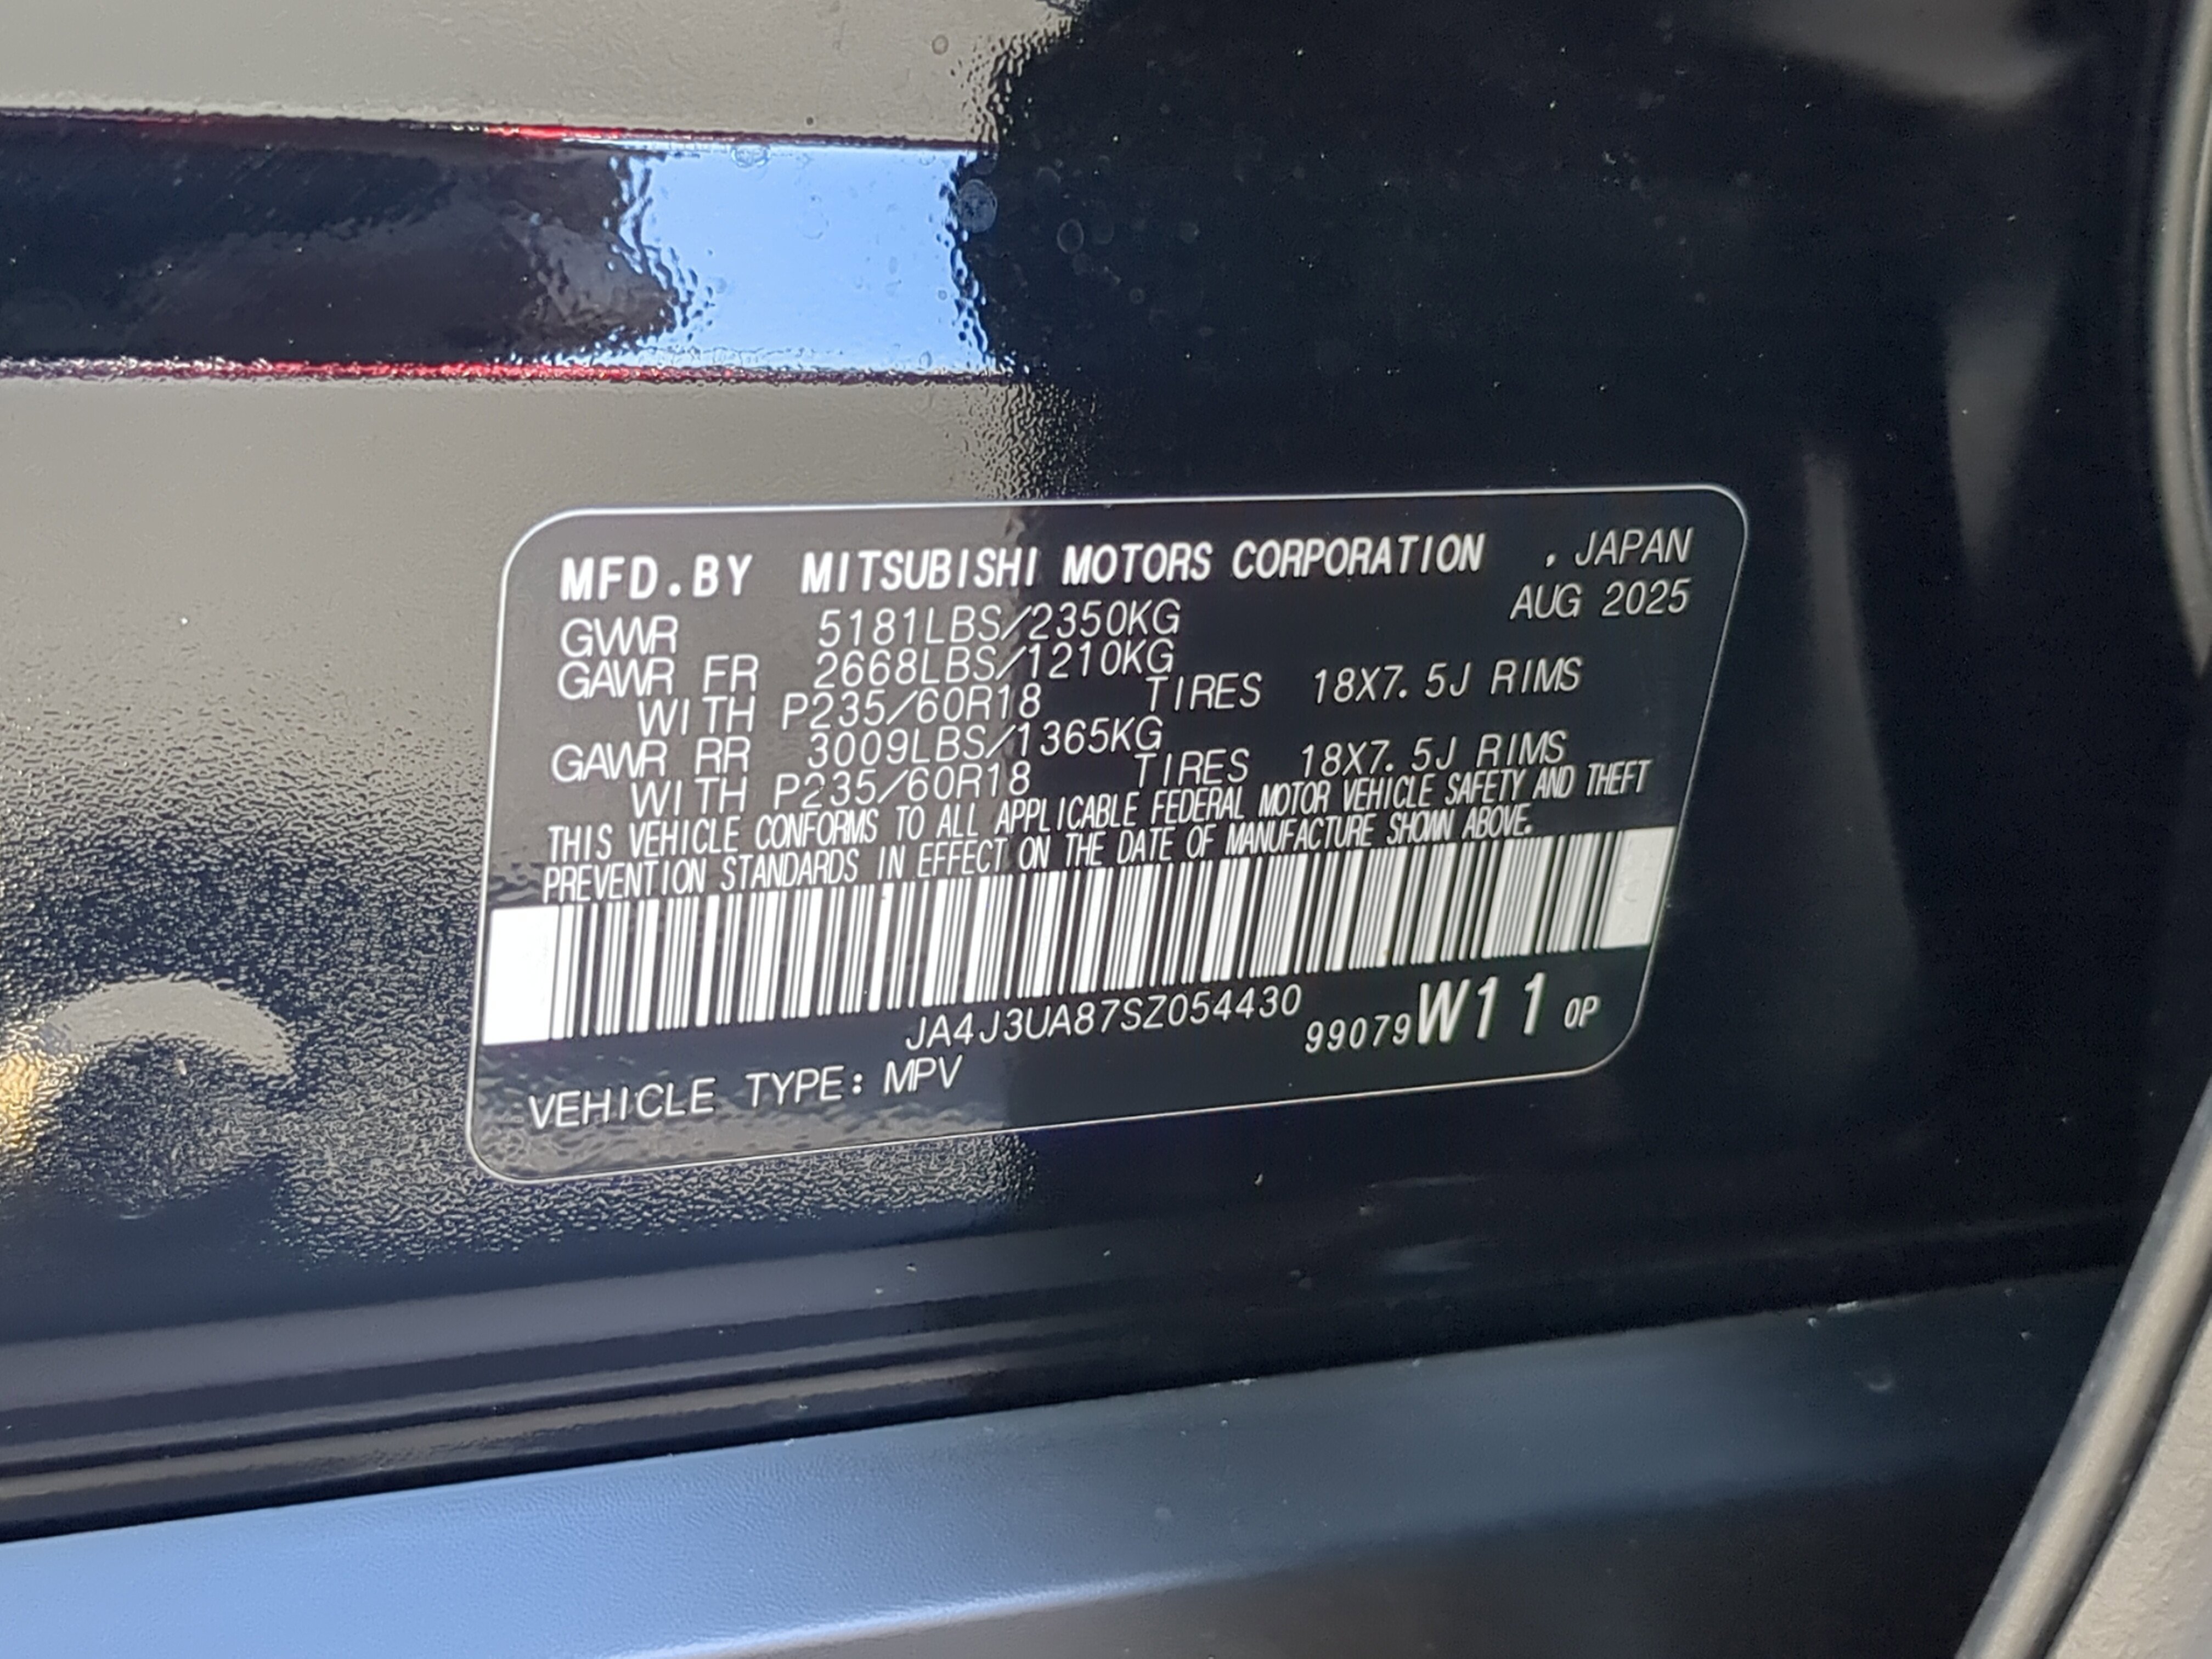 MFD.BY MITSUBISHI MOTORS CORPORATION , JAPAN
AUG 2025
GVWR 5181LBS/2350KG
GAWR FR 2668LBS/1210KG
WITH P235/60R18 TIRES 18X7.5J RIMS
GAWR RR 3009LBS/1365KG
WITH P235/60R18 TIRES 18X7.5J RIMS
THIS VEHICLE CONFORMS TO ALL APPLICABLE FEDERAL MOTOR VEHICLE SAFETY AND THEFT
PREVENTION STANDARDS IN EFFECT ON THE DATE OF MANUFACTURE SHOWN ABOVE.
JA4J3UA87SZ054430
99079W11 0P
VEHICLE TYPE: MPV